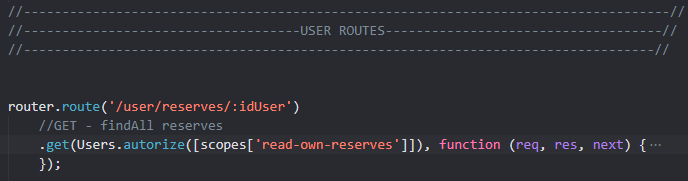 //-------------------------------------------------------------------------------------//
//------------------------------------USER ROUTES------------------------------------//
//-----------------------------------------------------------------------------------//
router.route('/user/reserves/:idUser')
//GET - findAll reserves
.get(Users.autorize([scopes['read-own-reserves']]), function (req, res, next) {…
});